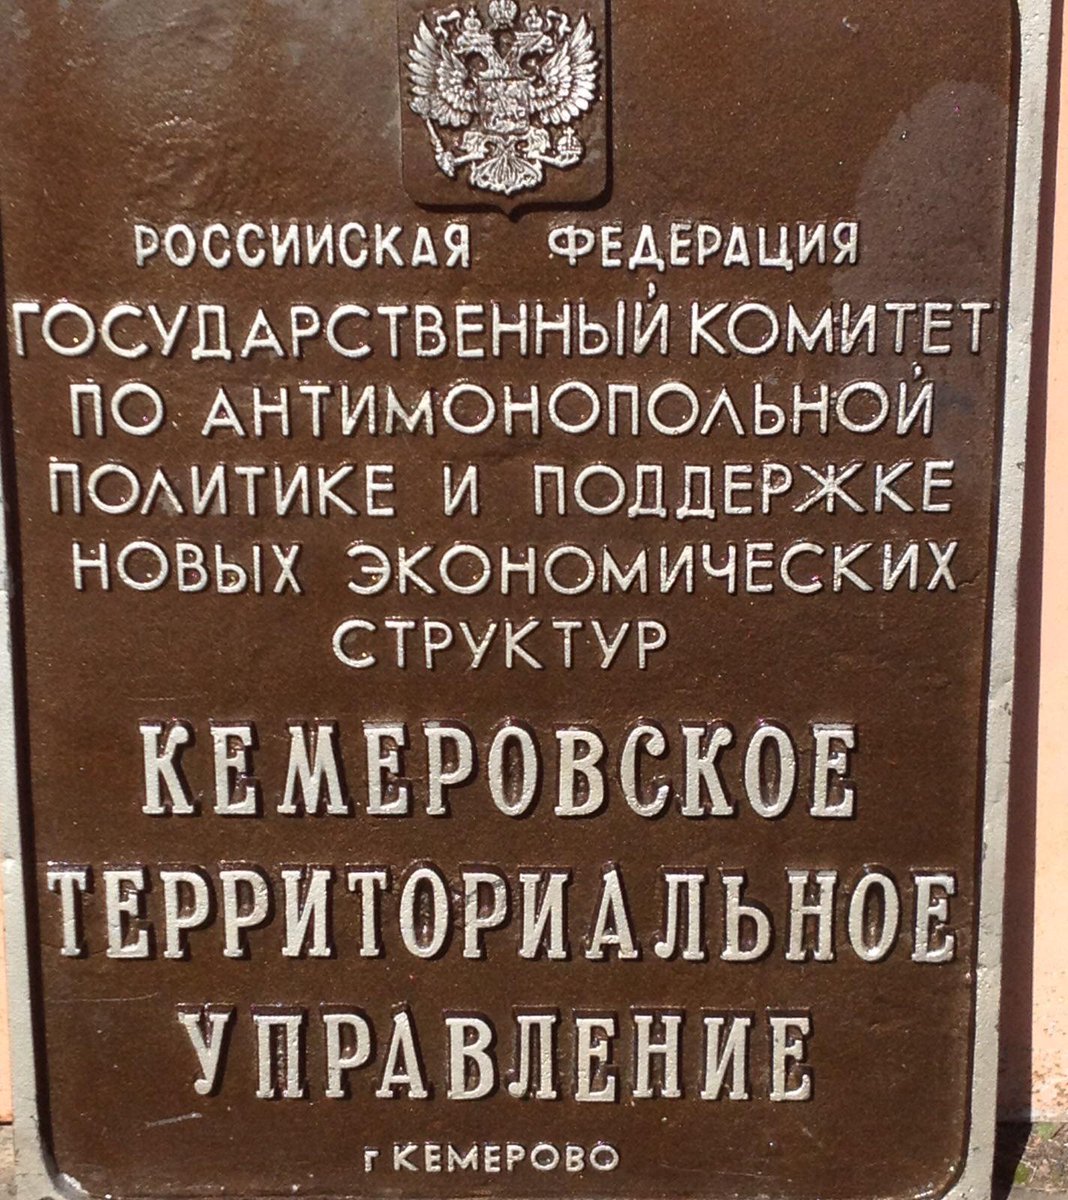 РОССИИСКАЯ ФЕДЕРАЦИЯ
ГОСУДАРСТВЕННЫЙ КОМИТЕТ
ПО АНТИМОНОПОЛЬНОЙ
ПОЛИТИКЕ И ПОДДЕРЖКЕ
НОВЫХ ЭКОНОМИЧЕСКИХ
СТРУКТУР
КЕМЕРОВСКОЕ
ТЕРРИТОРИАЛЬНОЕ
УПРАВЛЕНИЕ
г КЕМЕРОВО